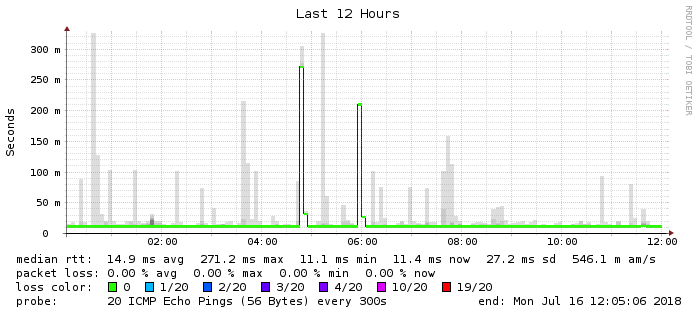 Last 12 Hours
RRDTOOL / TOBI OETIKER
Seconds
300 m
250 m
200 m
150 m
100 m
50 m
0
02:00 04:00 06:00 08:00 10:00 12:00
median rtt: 14.9 ms avg 271.2 ms max 11.1 ms min 11.4 ms now 27.2 ms sd 546.1 m am/s
packet loss: 0.00 % avg 0.00 % max 0.00 % min 0.00 % now
loss color: 0 1/20 2/20 3/20 4/20 10/20 19/20
probe: 20 ICMP Echo Pings (56 Bytes) every 300s end: Mon Jul 16 12:05:06 2018